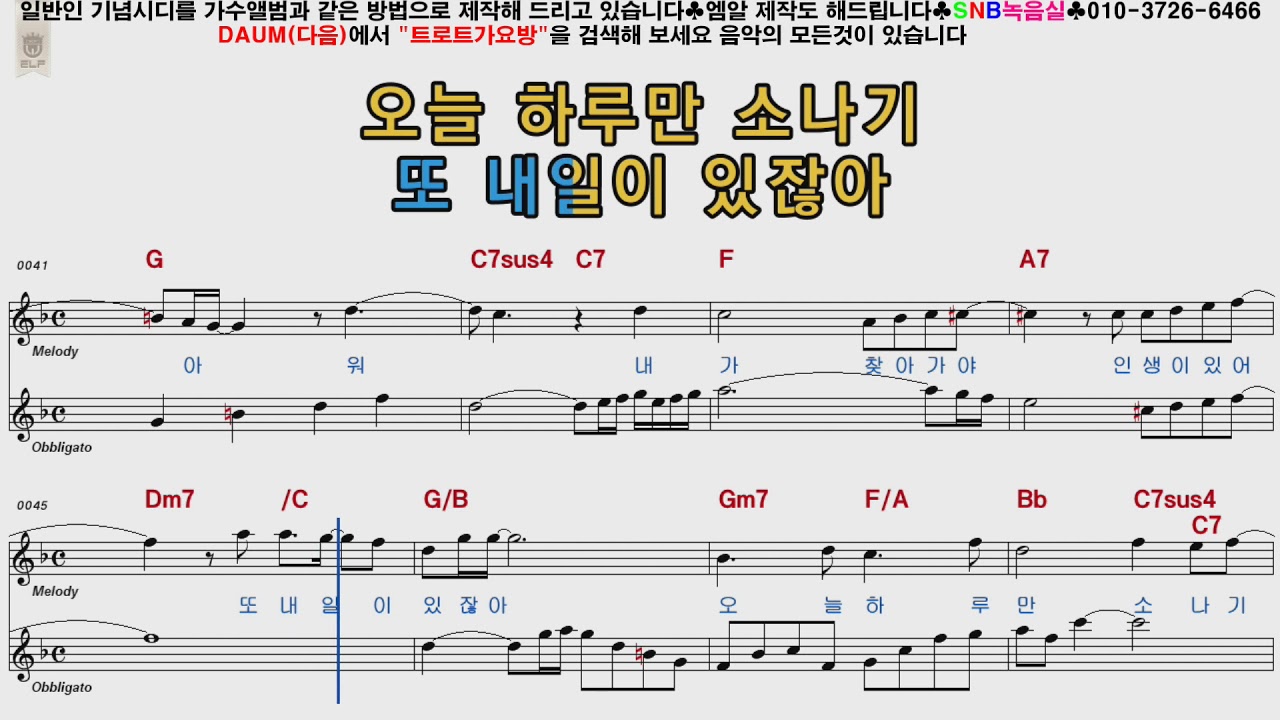 일반인 기념시디를 가수앨범과 같은 방법으로 제작해 드리고 있습니다♣엠알 제작도 해드립니다♣SNB녹음실♣010-3726-6466
DAUM(다음)에서 "트로트가요방"을 검색해 보세요 음악의 모든것이 있습니다
ELF
오늘 하루만 소나기
또 내일이 있잖아
0041 G C7sus4 C7 F A7
Melody
아 워 내 가 찾 아 가 야 인 생 이 있 어
Obbligato
0045 Dm7 /C G/B Gm7 F/A Bb C7sus4
C7
Melody
또 내 일 이 있 잖 아 오 늘 하 루 만 소 나 기
Obbligato